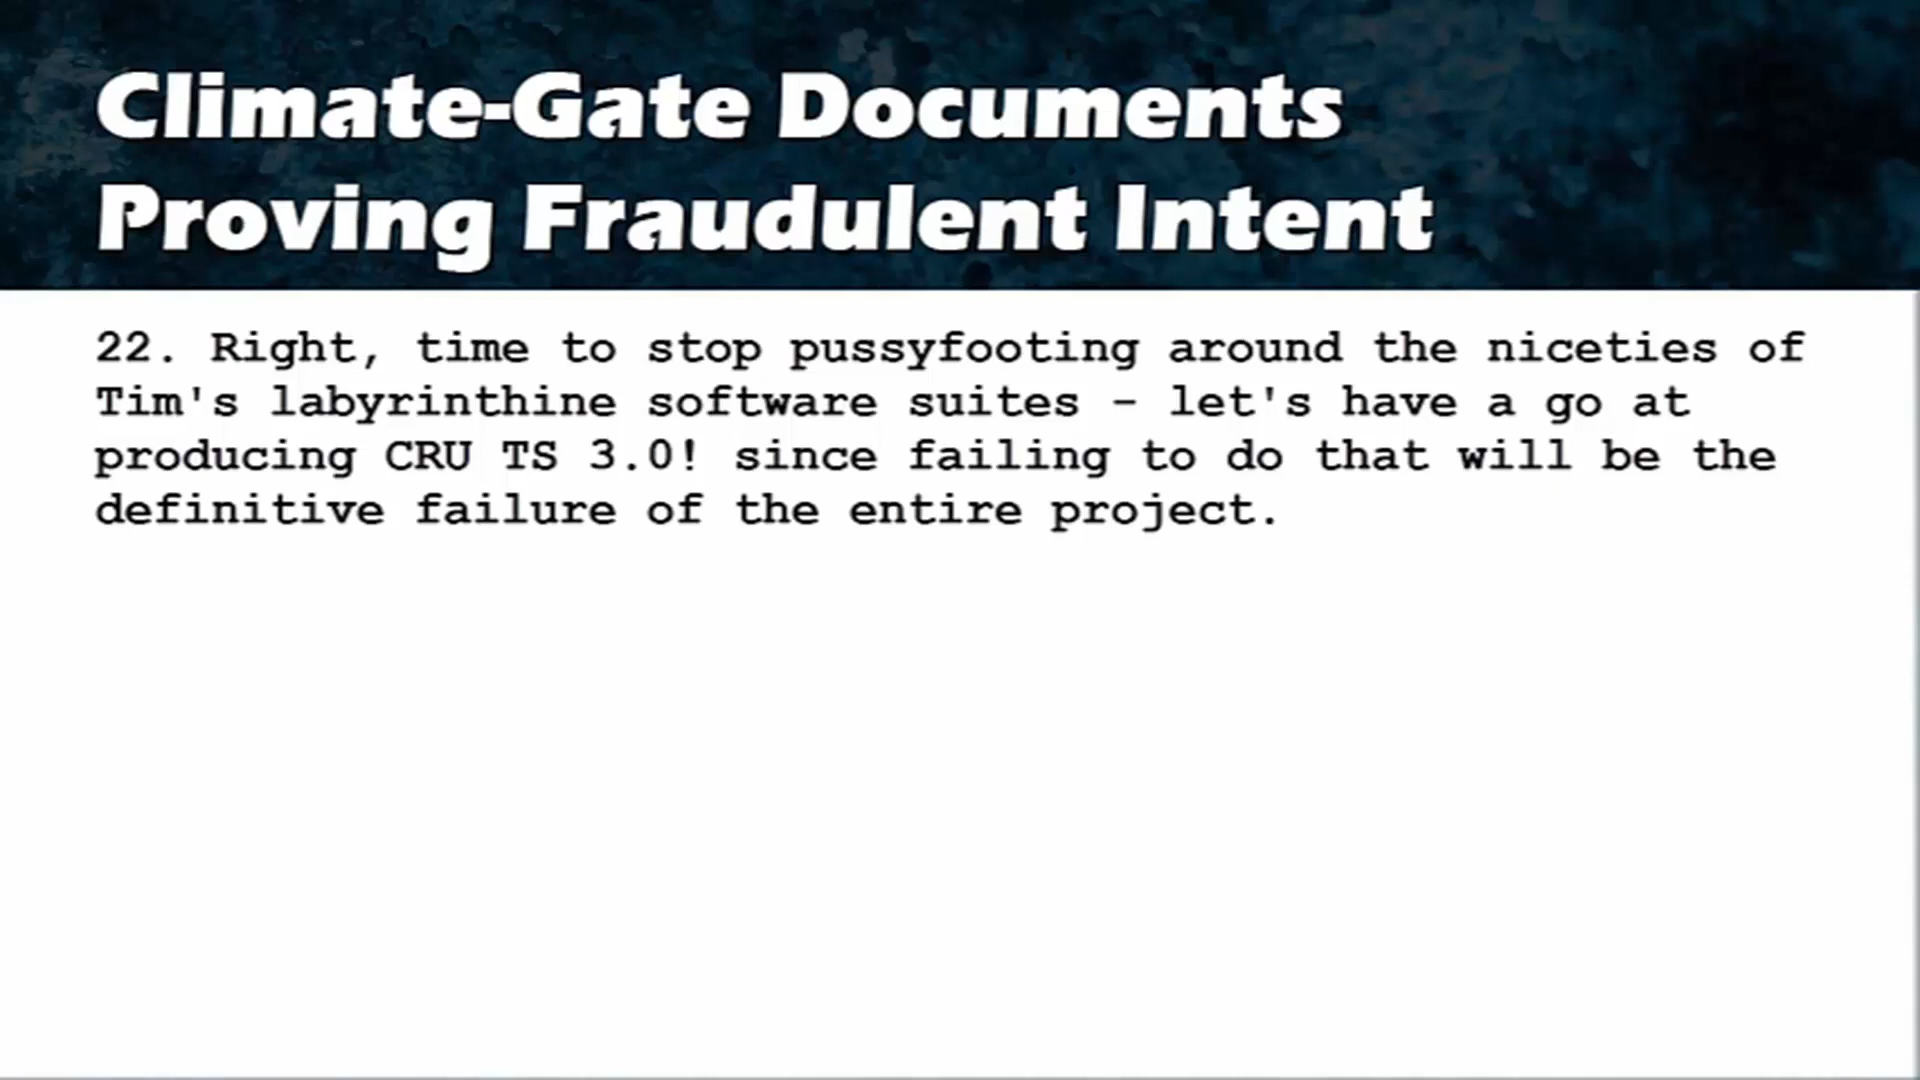 Climate-Gate Documents
Proving Fraudulent Intent
22. Right, time to stop pussyfooting around the niceties of
Tim's labyrinthine software suites - let's have a go at
producing CRU TS 3.0! since failing to do that will be the
definitive failure of the entire project.